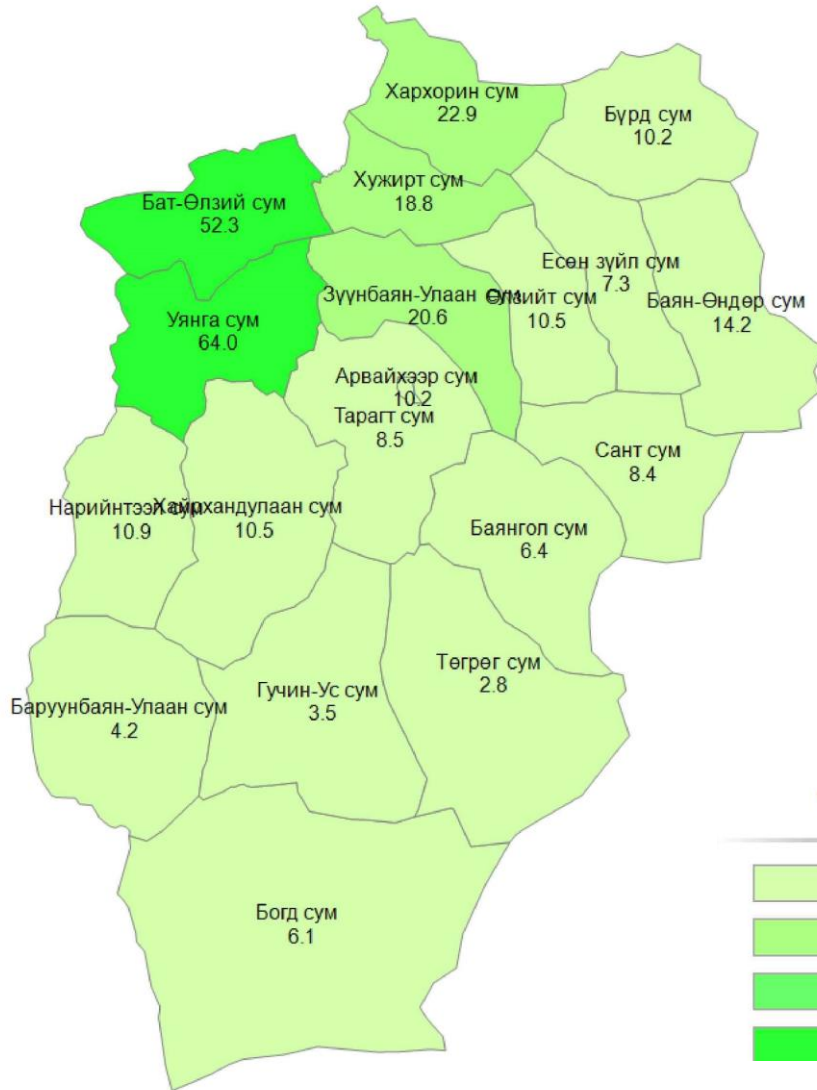 Хархорин сум
22.9
Бүрд сум
10.2
Хужирт сум
18.8
Бат-Өлзий сум
52.3
Есөн зүйл сум
7.3
Зүүнбаян-Улаан сум
20.6
Өлзийт сум
10.5
Баян-Өндөр сум
14.2
Уянга сум
64.0
Арвайхээр сум
10.2
Тарагт сум
8.5
Сант сум
8.4
Нарийнтээл сум
10.9
Хайрхандулаан сум
10.5
Баянгол сум
6.4
Төгрөг сум
2.8
Гучин-Ус сум
3.5
Баруунбаян-Улаан сум
4.2
Богд сум
6.1